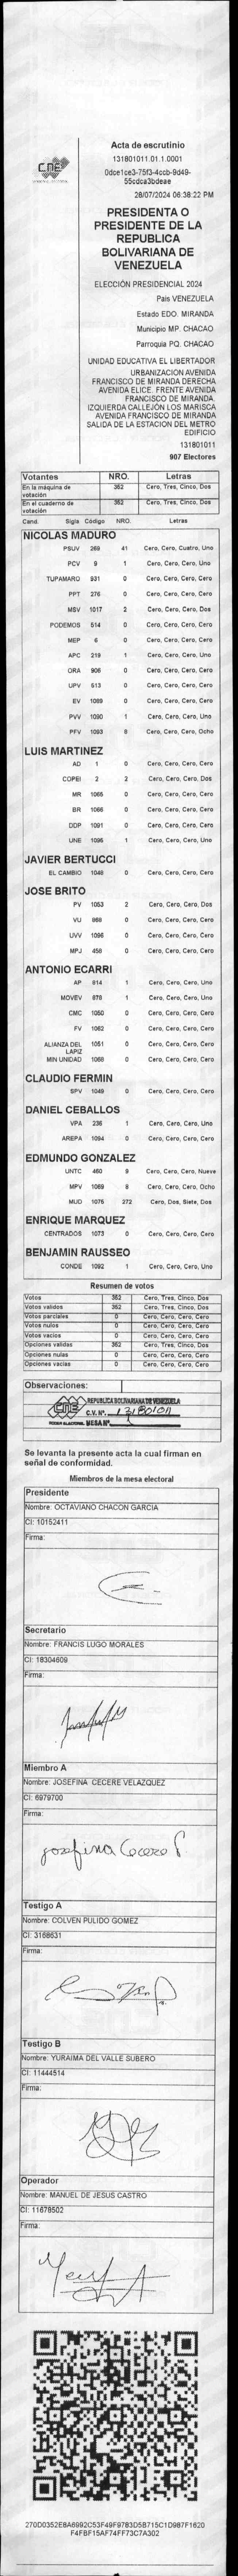 Acta de escrutinio
131801011.01.1.0001
CNE
0dce1ce3-75f3-4ccb-9d49-
55cdca3bdeae
28/07/2024 06:38:22 PM
PRESIDENTA O
PRESIDENTE DE LA
REPUBLICA
BOLIVARIANA DE
VENEZUELA
ELECCIÓN PRESIDENCIAL 2024
País VENEZUELA
Estado EDO. MIRANDA
Municipio MP. CHACAO
Parroquia PQ. CHACAO
UNIDAD EDUCATIVA EL LIBERTADOR
URBANIZACION AVENIDA
FRANCISCO DE MIRANDA DERECHA
AVENIDA ELICE. FRENTE AVENIDA
FRANCISCO DE MIRANDA.
IZQUIERDA CALLEJÓN LOS MARISCA
AVENIDA FRANCISCO DE MIRANDA
SALIDA DE LA ESTACION DEL METRO
EDIFICIO
131801011
907 Electores
Votantes NRO. Letras
En la máquina de votación 352 Cero, Tres, Cinco, Dos
En el cuaderno de votación 352 Cero, Tres, Cinco, Dos
Cand. Sigla Código NRO. Letras
NICOLAS MADURO
PSUV 269 41 Cero, Cero, Cuatro, Uno
PCV 9 1 Cero, Cero, Cero, Uno
TUPAMARO 931 0 Cero, Cero, Cero, Cero
PPT 276 0 Cero, Cero, Cero, Cero
MSV 1017 2 Cero, Cero, Cero, Dos
PODEMOS 514 0 Cero, Cero, Cero, Cero
MEP 6 0 Cero, Cero, Cero, Cero
APC 219 1 Cero, Cero, Cero, Uno
ORA 906 0 Cero, Cero, Cero, Cero
UPV 613 0 Cero, Cero, Cero, Cero
EV 1089 0 Cero, Cero, Cero, Cero
PVV 1090 1 Cero, Cero, Cero, Uno
PFV 1093 8 Cero, Cero, Cero, Ocho
LUIS MARTINEZ
AD 1 0 Cero, Cero, Cero, Cero
COPEI 2 2 Cero, Cero, Cero, Dos
MR 1065 0 Cero, Cero, Cero, Cero
BR 1086 0 Cero, Cero, Cero, Cero
DDP 1091 0 Cero, Cero, Cero, Cero
UNE 1095 1 Cero, Cero, Cero, Uno
JAVIER BERTUCCI
EL CAMBIO 1048 0 Cero, Cero, Cero, Cero
JOSE BRITO
PV 1053 2 Cero, Cero, Cero, Dos
VU 868 0 Cero, Cero, Cero, Cero
UVV 1096 0 Cero, Cero, Cero, Cero
MPJ 458 0 Cero, Cero, Cero, Cero
ANTONIO ECARRI
AP 814 1 Cero, Cero, Cero, Uno
MOVEV 878 1 Cero, Cero, Cero, Uno
CMC 1050 0 Cero, Cero, Cero, Cero
FV 1062 0 Cero, Cero, Cero, Cero
ALIANZA DEL LAPIZ 1051 0 Cero, Cero, Cero, Cero
MIN UNIDAD 1068 0 Cero, Cero, Cero, Cero
CLAUDIO FERMIN
SPV 1049 0 Cero, Cero, Cero, Cero
DANIEL CEBALLOS
VPA 236 1 Cero, Cero, Cero, Uno
AREPA 1094 0 Cero, Cero, Cero, Cero
EDMUNDO GONZALEZ
UNTC 460 9 Cero, Cero, Cero, Nueve
MPV 1069 8 Cero, Cero, Cero, Ocho
MUD 1076 272 Cero, Dos, Siete, Dos
ENRIQUE MARQUEZ
CENTRADOS 1073 0 Cero, Cero, Cero, Cero
BENJAMIN RAUSSEO
CONDE 1092 1 Cero, Cero, Cero, Uno
Resumen de votos
Votos 352 Cero, Tres, Cinco, Dos
Votos validos 352 Cero, Tres, Cinco, Dos
Votos parciales 0 Cero, Cero, Cero, Cero
Votos nulos 0 Cero, Cero, Cero, Cero
Votos vacios 0 Cero, Cero, Cero, Cero
Opciones validas 352 Cero, Tres, Cinco, Dos
Opciones nulas 0 Cero, Cero, Cero, Cero
Opciones vacias 0 Cero, Cero, Cero, Cero
Observaciones:
REPUBLICA BOLIVARIANA DE VENEZUELA
CNE C.V. Nº 131801011
PODER ELECTORAL MESA Nº
Se levanta la presente acta la cual firman en
señal de conformidad.
Miembros de la mesa electoral
Presidente
Nombre: OCTAVIANO CHACON GARCIA
CI: 10152411
Firma:
Secretario
Nombre: FRANCIS LUGO MORALES
CI: 18304609
Firma:
Miembro A
Nombre: JOSEFINA CECERE VELAZQUEZ
CI: 6979700
Firma:
Josefina Cecere
Testigo A
Nombre: COLVEN PULIDO GOMEZ
CI: 3168631
Firma:
Testigo B
Nombre: YURAIMA DEL VALLE SUBERO
CI: 11444514
Firma:
Operador
Nombre: MANUEL DE JESUS CASTRO
CI: 11678502
Firma:
270D0352E8A6992C53F49F9783D5B715C1D987F1620
F4FBF15AF74FF73C7A302